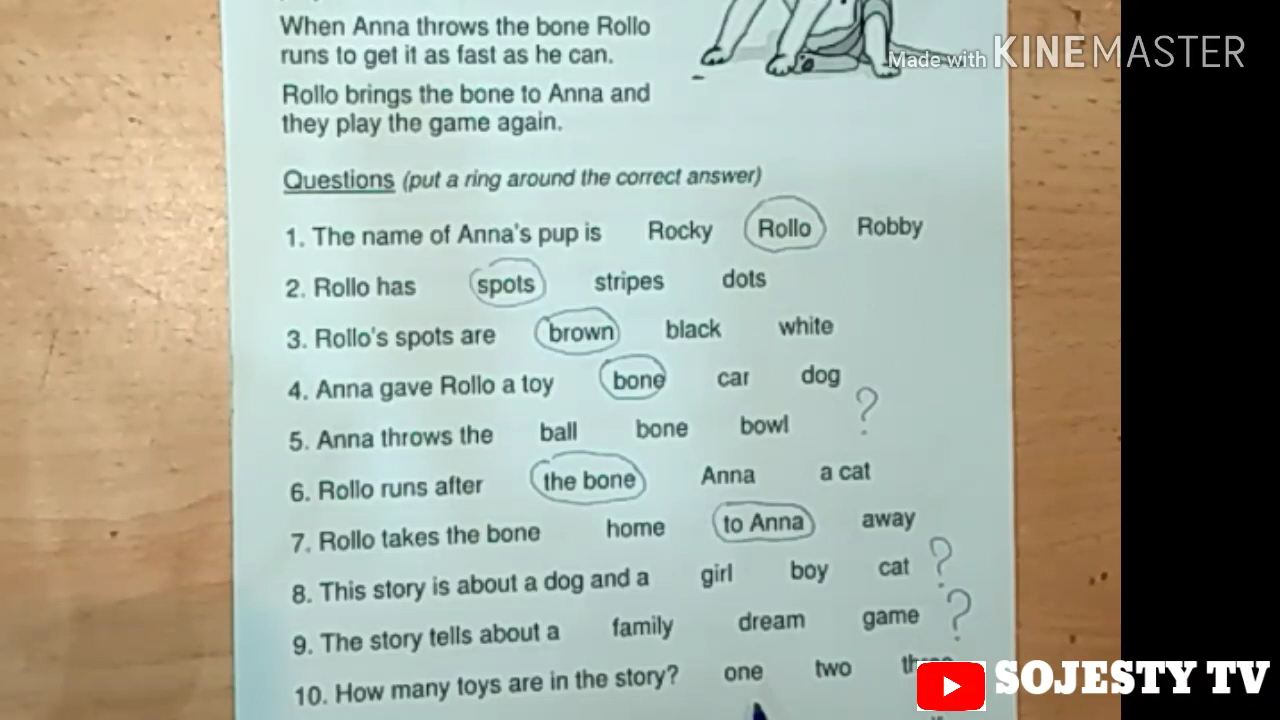 When Anna throws the bone Rollo
runs to get it as fast as he can.
Made with KINEMASTER
Rollo brings the bone to Anna and
they play the game again.
Questions (put a ring around the correct answer)
1. The name of Anna's pup is Rocky Rollo Robby
2. Rollo has spots stripes dots
3. Rollo's spots are brown black white
4. Anna gave Rollo a toy bone car dog
5. Anna throws the ball bone bowl ?
6. Rollo runs after the bone Anna a cat
7. Rollo takes the bone home to Anna away
8. This story is about a dog and a girl boy cat ?
9. The story tells about a family dream game ?
10. How many toys are in the story? one two
SOJESTY TV